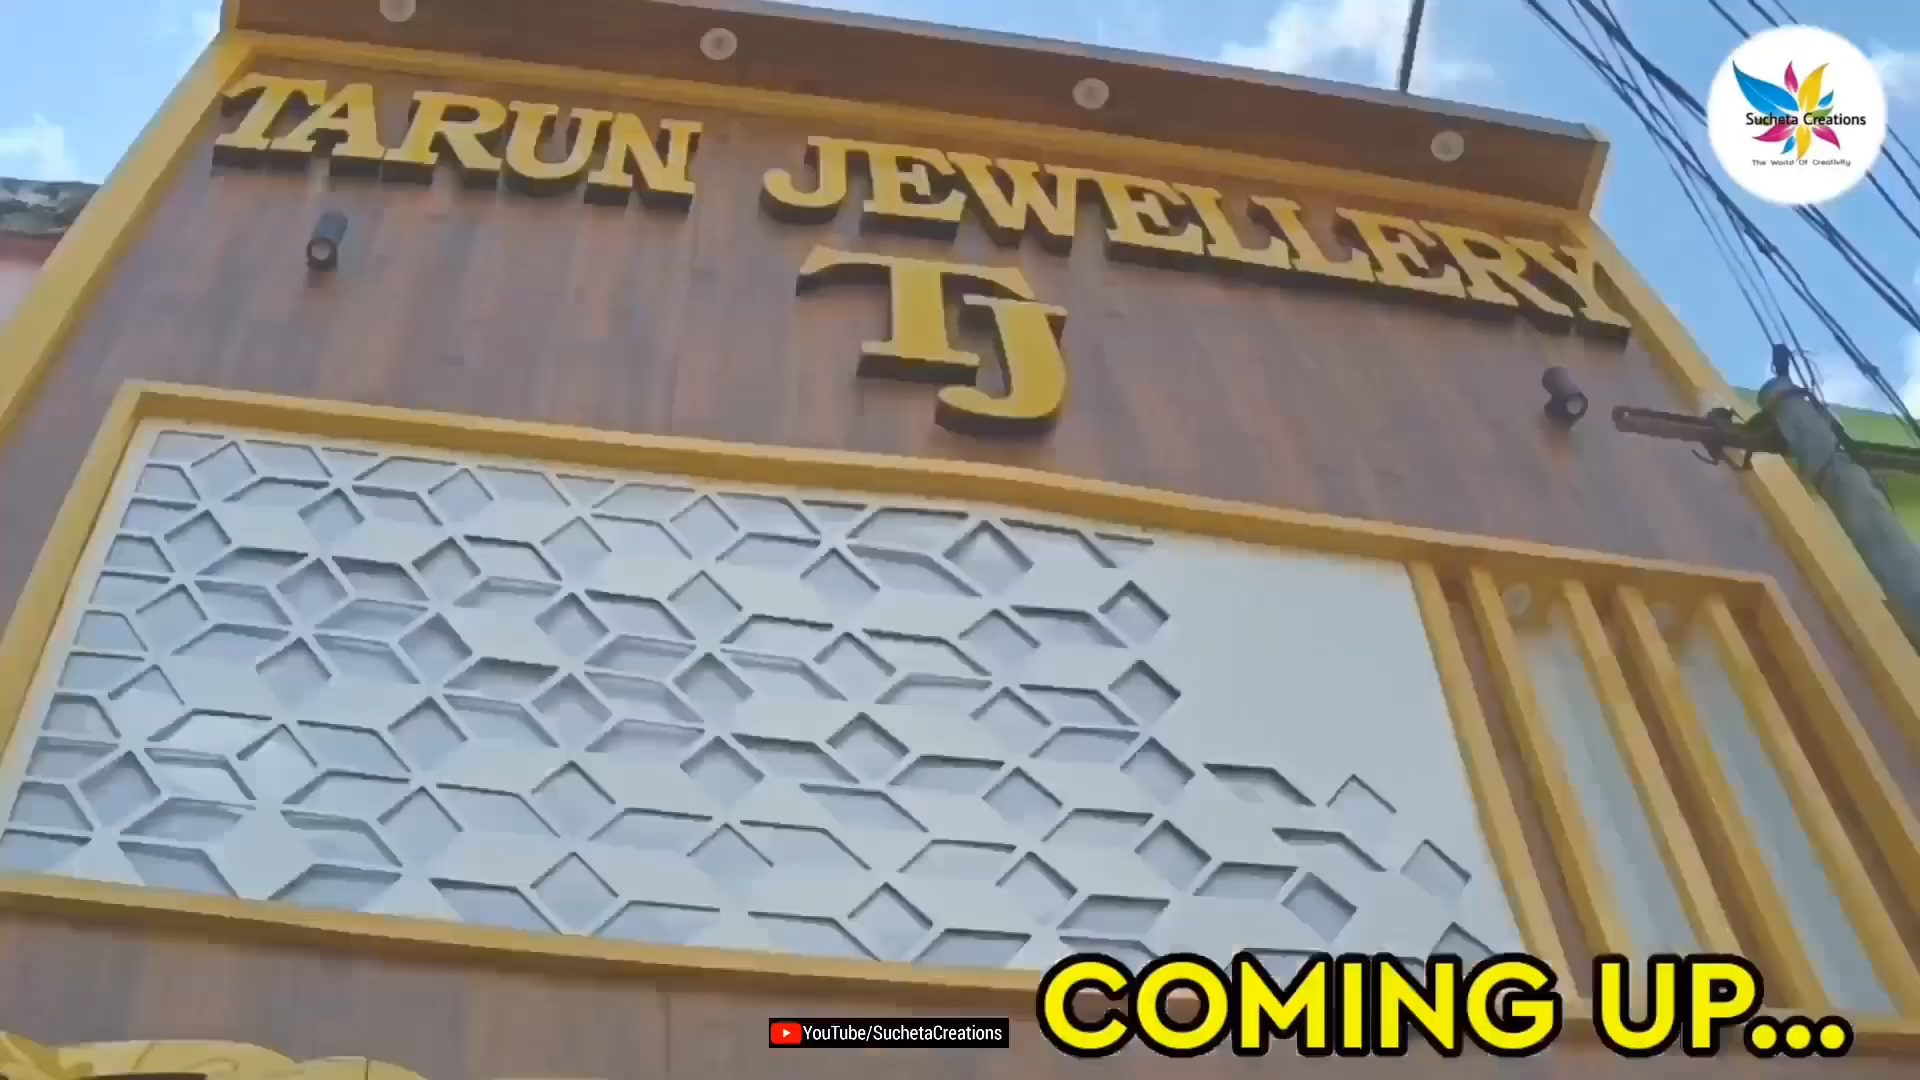 TARUN JEWELLERY
TJ
Sucheta Creations
The World Of Creativity
YouTube/SuchetaCreations
COMING UP...